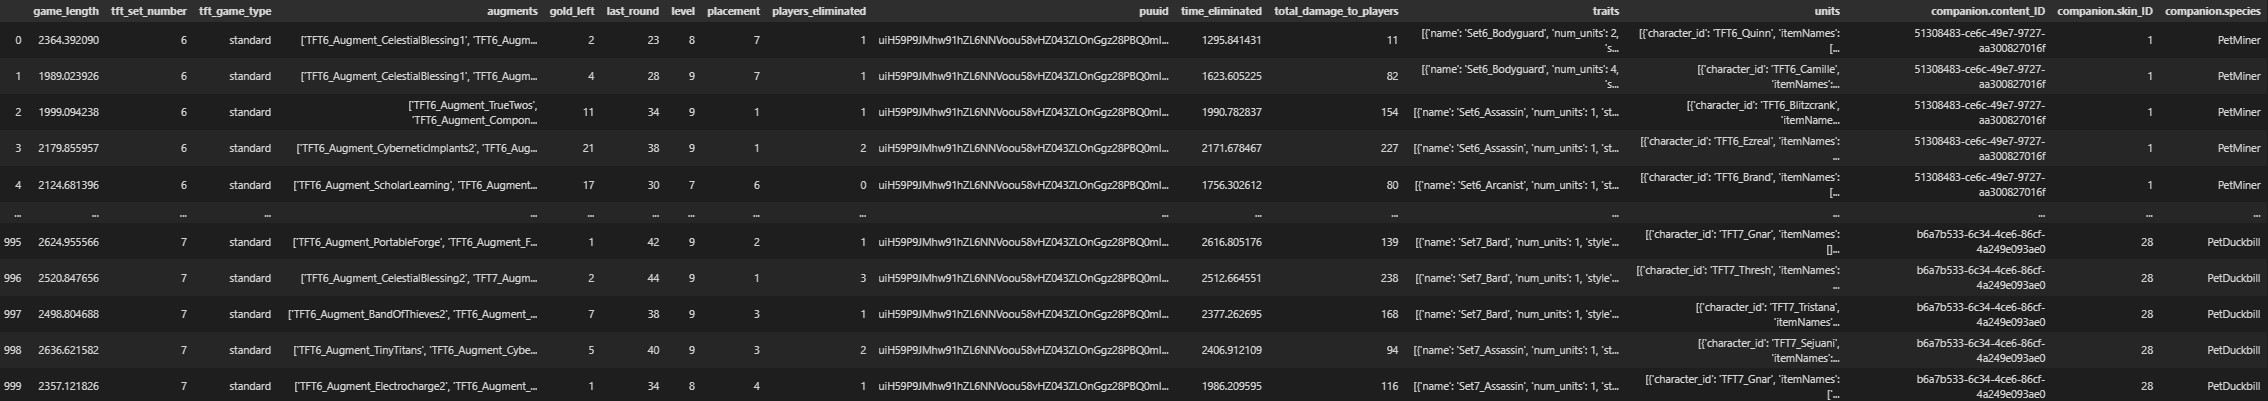 game_length tft_set_number tft_game_type augments gold_left last_round level placement players_eliminated puuid time_eliminated total_damage_to_players traits units companion.content_ID companion.skin_ID companion.species
0 2364.392090 6 standard ['TFT6_Augment_CelestialBlessing1', 'TFT6_Augm... 2 23 8 7 1 uiH59P9JMhw91hZL6NNVoou58vHZ043ZLOnGgz28PBQ0ml... 1295.841431 11 [{'name': 'Set6_Bodyguard', 'num_units': 2, 's... [{'character_id': 'TFT6_Quinn', 'itemNames': [... 51308483-ce6c-49e7-9727-aa300827016f 1 PetMiner
1 1989.023926 6 standard ['TFT6_Augment_CelestialBlessing1', 'TFT6_Augm... 4 28 9 7 1 uiH59P9JMhw91hZL6NNVoou58vHZ043ZLOnGgz28PBQ0ml... 1623.605225 82 [{'name': 'Set6_Bodyguard', 'num_units': 4, 's... [{'character_id': 'TFT6_Camille', 'itemNames':... 51308483-ce6c-49e7-9727-aa300827016f 1 PetMiner
2 1999.094238 6 standard ['TFT6_Augment_TrueTwos', 'TFT6_Augment_Compon... 11 34 9 1 1 uiH59P9JMhw91hZL6NNVoou58vHZ043ZLOnGgz28PBQ0ml... 1990.782837 154 [{'name': 'Set6_Assassin', 'num_units': 1, 'st... [{'character_id': 'TFT6_Blitzcrank', 'itemName... 51308483-ce6c-49e7-9727-aa300827016f 1 PetMiner
3 2179.855957 6 standard ['TFT6_Augment_CyberneticImplants2', 'TFT6_Aug... 21 38 9 1 2 uiH59P9JMhw91hZL6NNVoou58vHZ043ZLOnGgz28PBQ0ml... 2171.678467 227 [{'name': 'Set6_Assassin', 'num_units': 1, 'st... [{'character_id': 'TFT6_Ezreal', 'itemNames': ... 51308483-ce6c-49e7-9727-aa300827016f 1 PetMiner
4 2124.681396 6 standard ['TFT6_Augment_ScholarLearning', 'TFT6_Augment... 17 30 7 6 0 uiH59P9JMhw91hZL6NNVoou58vHZ043ZLOnGgz28PBQ0ml... 1756.302612 80 [{'name': 'Set6_Arcanist', 'num_units': 1, 'st... [{'character_id': 'TFT6_Brand', 'itemNames': [... 51308483-ce6c-49e7-9727-aa300827016f 1 PetMiner
... ... ... ... ... ... ... ... ... ... ... ... ... ... ... ... ... ...
995 2624.955566 7 standard ['TFT6_Augment_PortableForge', 'TFT6_Augment_F... 1 42 9 2 1 uiH59P9JMhw91hZL6NNVoou58vHZ043ZLOnGgz28PBQ0ml... 2616.805176 139 [{'name': 'Set7_Bard', 'num_units': 1, 'style'... [{'character_id': 'TFT7_Gnar', 'itemNames': []... b6a7b533-6c34-4ce6-86cf-4a249e093ae0 28 PetDuckbill
996 2520.847656 7 standard ['TFT6_Augment_CelestialBlessing2', 'TFT7_Augm... 2 44 9 1 3 uiH59P9JMhw91hZL6NNVoou58vHZ043ZLOnGgz28PBQ0ml... 2512.664551 238 [{'name': 'Set7_Bard', 'num_units': 1, 'style'... [{'character_id': 'TFT7_Thresh', 'itemNames': ... b6a7b533-6c34-4ce6-86cf-4a249e093ae0 28 PetDuckbill
997 2498.804688 7 standard ['TFT6_Augment_BandOfThieves2', 'TFT6_Augment_... 7 38 9 3 1 uiH59P9JMhw91hZL6NNVoou58vHZ043ZLOnGgz28PBQ0ml... 2377.262695 168 [{'name': 'Set7_Bard', 'num_units': 1, 'style'... [{'character_id': 'TFT7_Tristana', 'itemNames'... b6a7b533-6c34-4ce6-86cf-4a249e093ae0 28 PetDuckbill
998 2636.621582 7 standard ['TFT6_Augment_TinyTitans', 'TFT6_Augment_Cybe... 5 40 9 3 2 uiH59P9JMhw91hZL6NNVoou58vHZ043ZLOnGgz28PBQ0ml... 2406.912109 94 [{'name': 'Set7_Assassin', 'num_units': 1, 'st... [{'character_id': 'TFT7_Sejuani', 'itemNames':... b6a7b533-6c34-4ce6-86cf-4a249e093ae0 28 PetDuckbill
999 2357.121826 7 standard ['TFT6_Augment_Electrocharge2', 'TFT6_Augment_... 1 34 8 4 1 uiH59P9JMhw91hZL6NNVoou58vHZ043ZLOnGgz28PBQ0ml... 1986.209595 116 [{'name': 'Set7_Assassin', 'num_units': 1, 'st... [{'character_id': 'TFT7_Gnar', 'itemNames': ['... b6a7b533-6c34-4ce6-86cf-4a249e093ae0 28 PetDuckbill